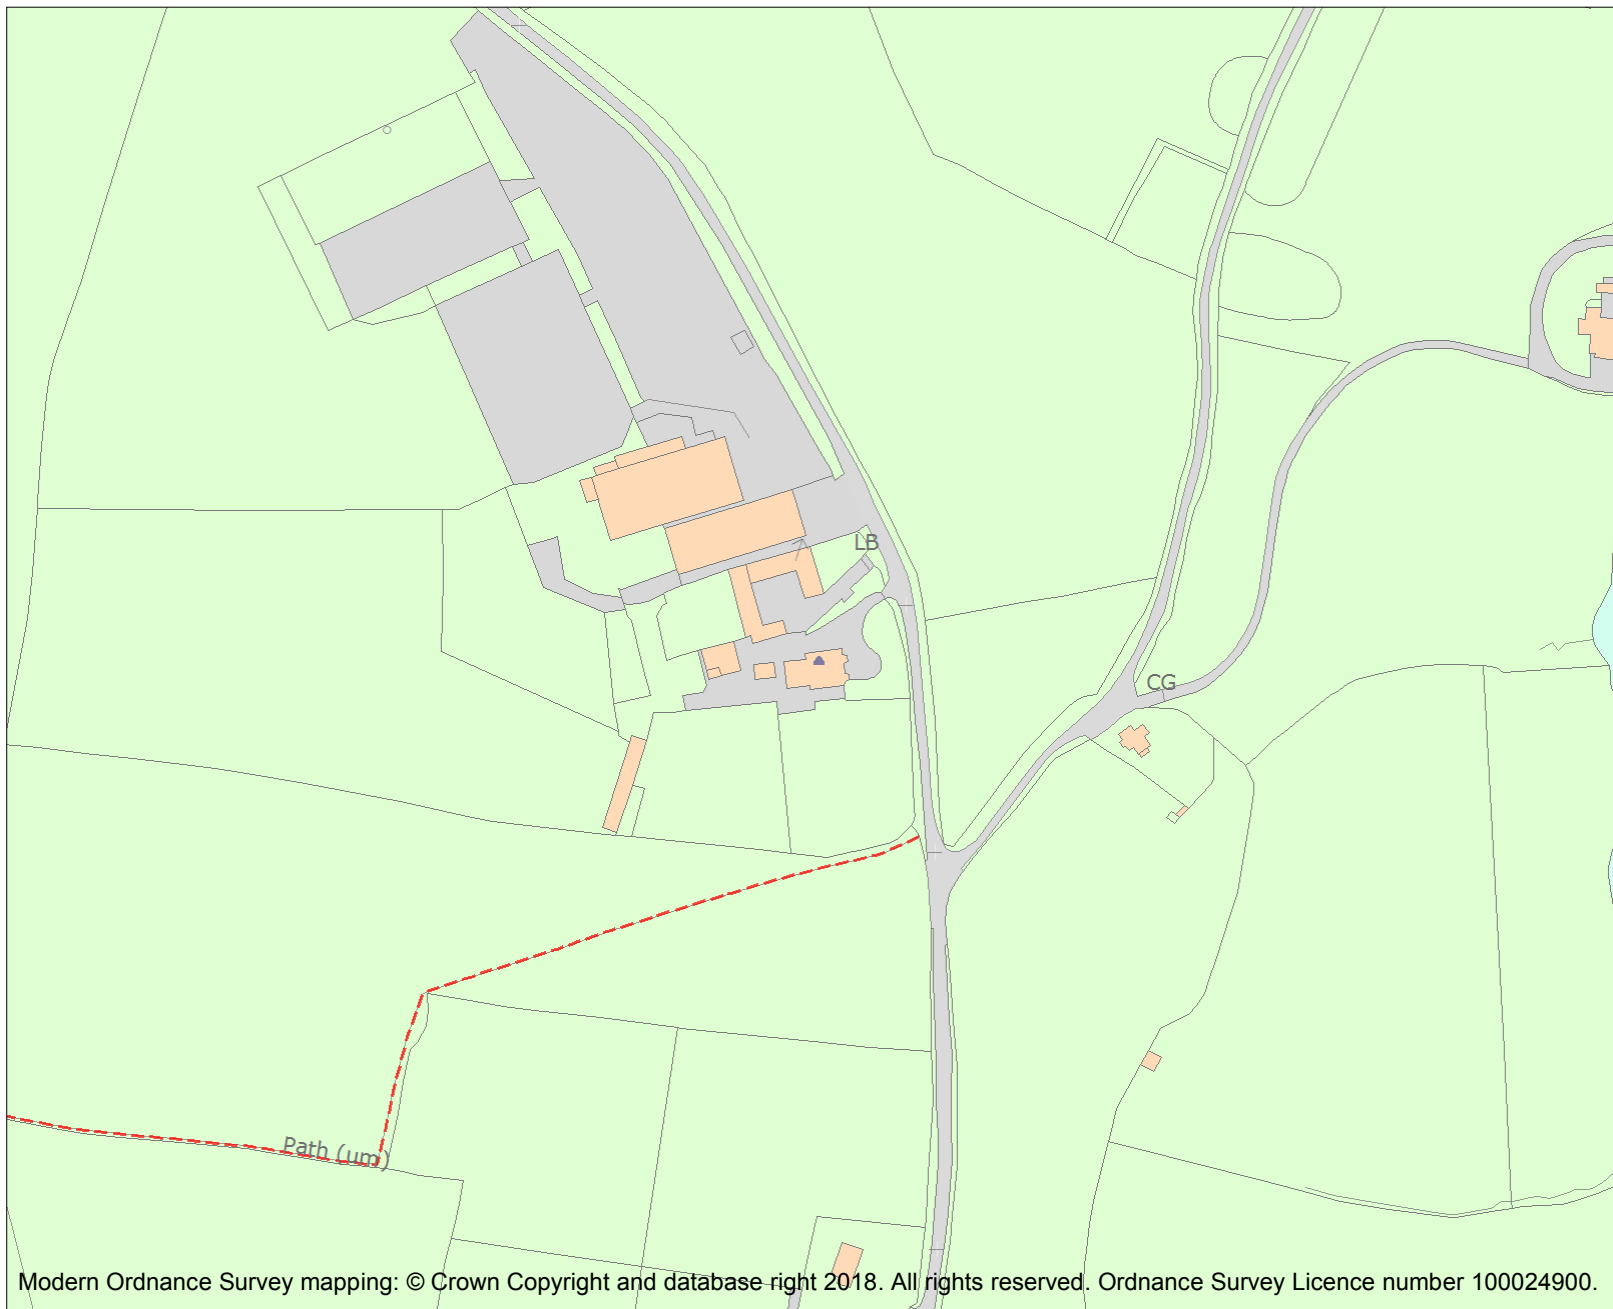 LB
CG
Path (um)
Modern Ordnance Survey mapping: © Crown Copyright and database right 2018. All rights reserved. Ordnance Survey Licence number 100024900.